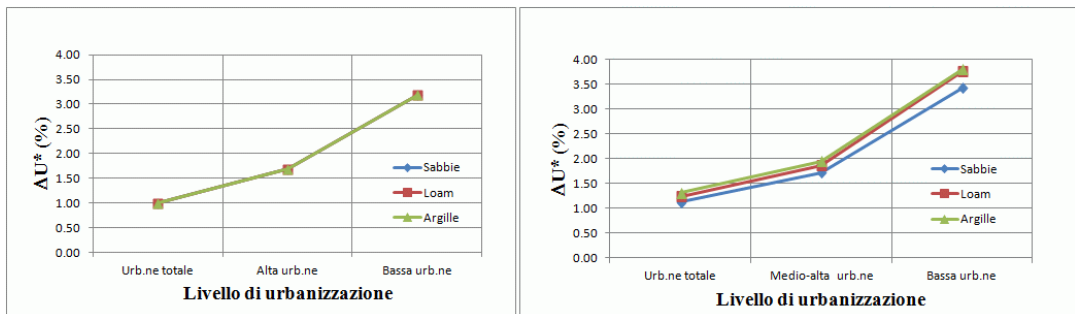 4.00
3.50
3.00
2.50
2.00
1.50
1.00
0.50
0.00
ΔU* (%)
Sabbie
Loam
Argille
Urb.ne totale Alta urb.ne Bassa urb.ne
Livello di urbanizzazione
4.00
3.50
3.00
2.50
2.00
1.50
1.00
0.50
0.00
ΔU* (%)
Sabbie
Loam
Argille
Urb.ne totale Medio-alta urb.ne Bassa urb.ne
Livello di urbanizzazione